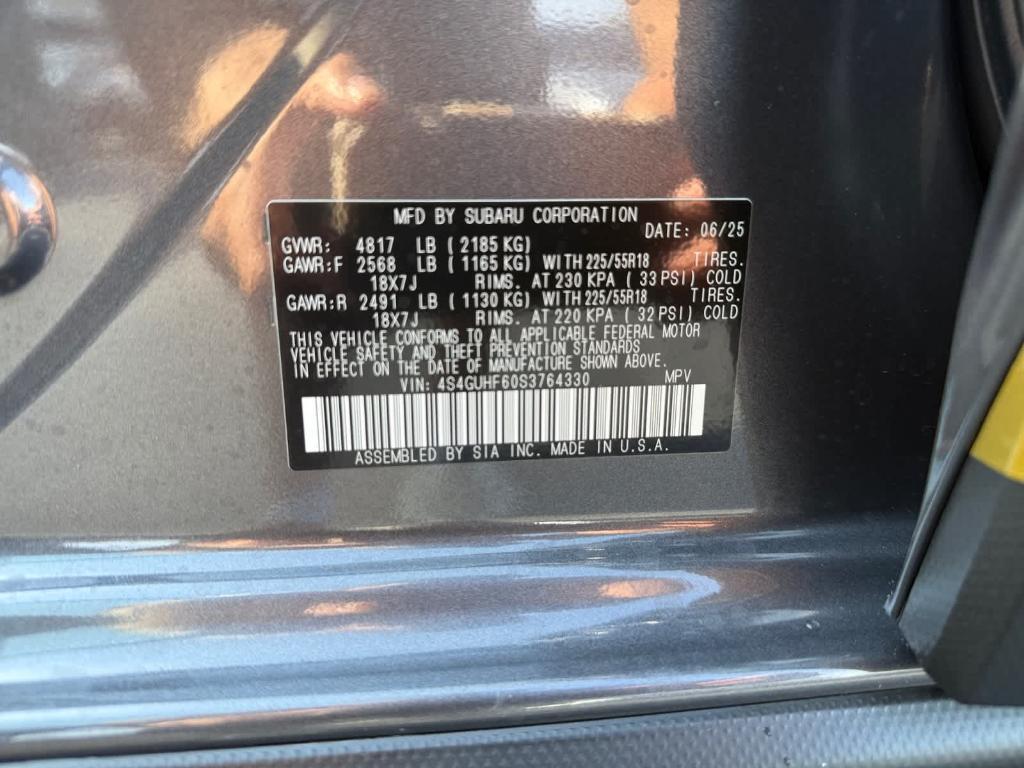 MFD BY SUBARU CORPORATION
DATE: 06/25
GVWR: 4817 LB ( 2185 KG)
GAWR:F 2568 LB ( 1165 KG) WITH 225/55R18 TIRES.
18X7J RIMS. AT 230 KPA ( 33 PSI) COLD
GAWR:R 2491 LB ( 1130 KG) WITH 225/55R18 TIRES.
18X7J RIMS. AT 220 KPA ( 32 PSI) COLD
THIS VEHICLE CONFORMS TO ALL APPLICABLE FEDERAL MOTOR
VEHICLE SAFETY AND THEFT PREVENTION STANDARDS
IN EFFECT ON THE DATE OF MANUFACTURE SHOWN ABOVE.
VIN: 4S4GUHF60S3764330 MPV
ASSEMBLED BY SIA INC. MADE IN U.S.A.